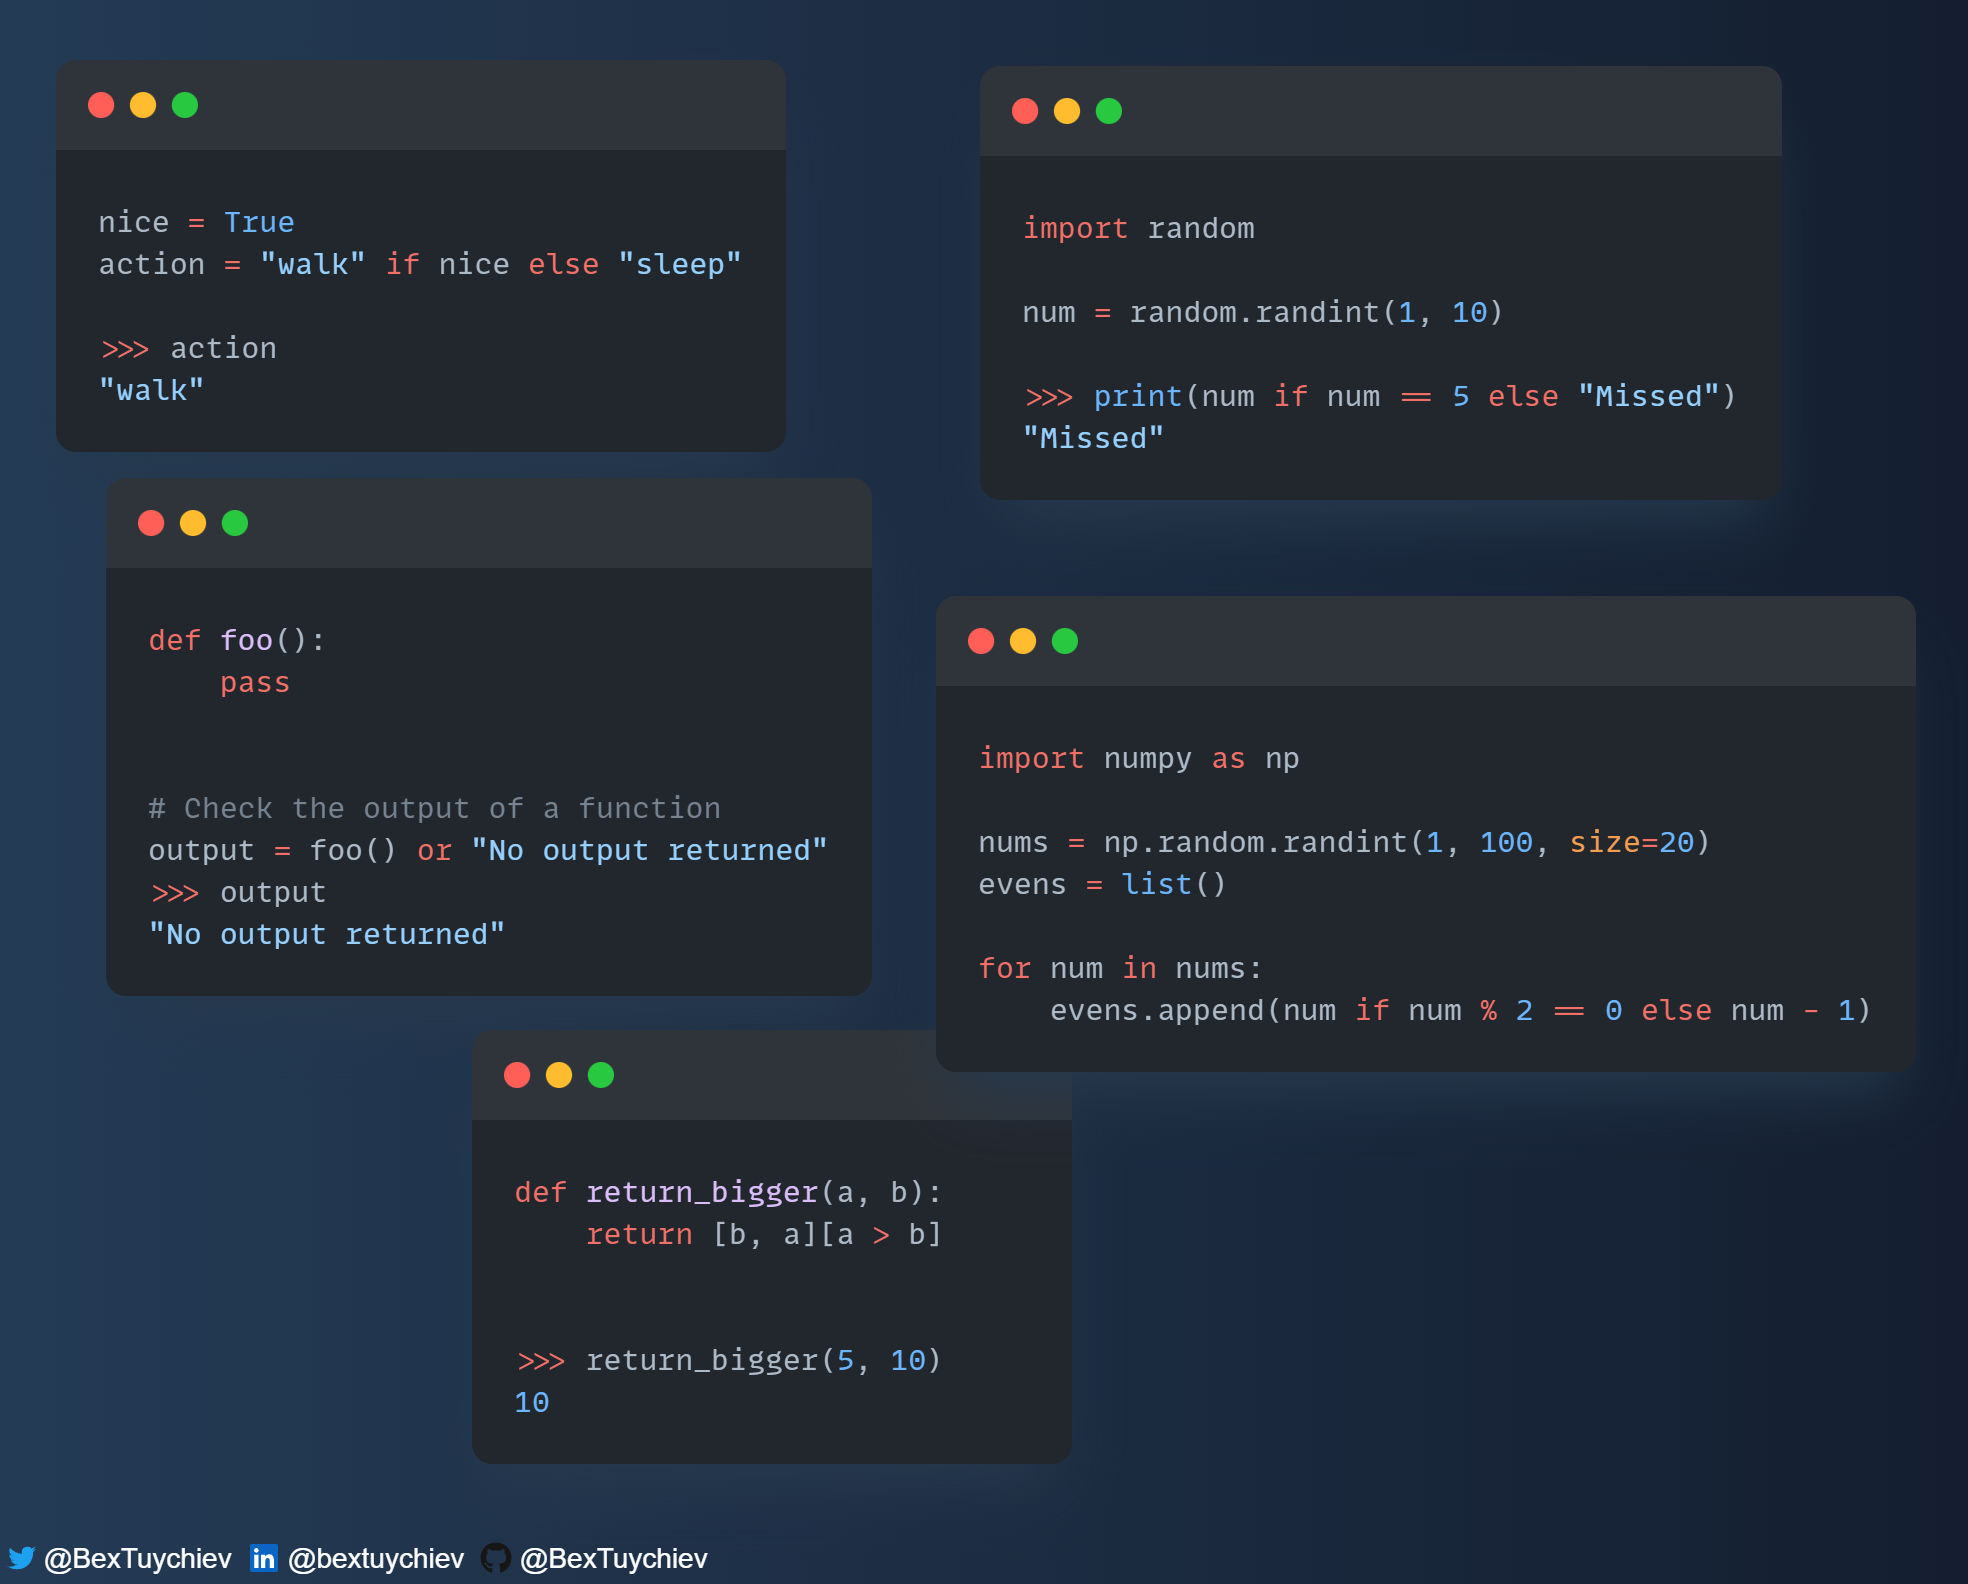 nice = True
action = "walk" if nice else "sleep"
>>> action
"walk"
import random
num = random.randint(1, 10)
>>> print(num if num == 5 else "Missed")
"Missed"
def foo():
    pass
# Check the output of a function
output = foo() or "No output returned"
>>> output
"No output returned"
import numpy as np
nums = np.random.randint(1, 100, size=20)
evens = list()
for num in nums:
    evens.append(num if num % 2 == 0 else num - 1)
def return_bigger(a, b):
    return [b, a][a > b]
>>> return_bigger(5, 10)
10
@BexTuychiev in @bextuychiev @BexTuychiev